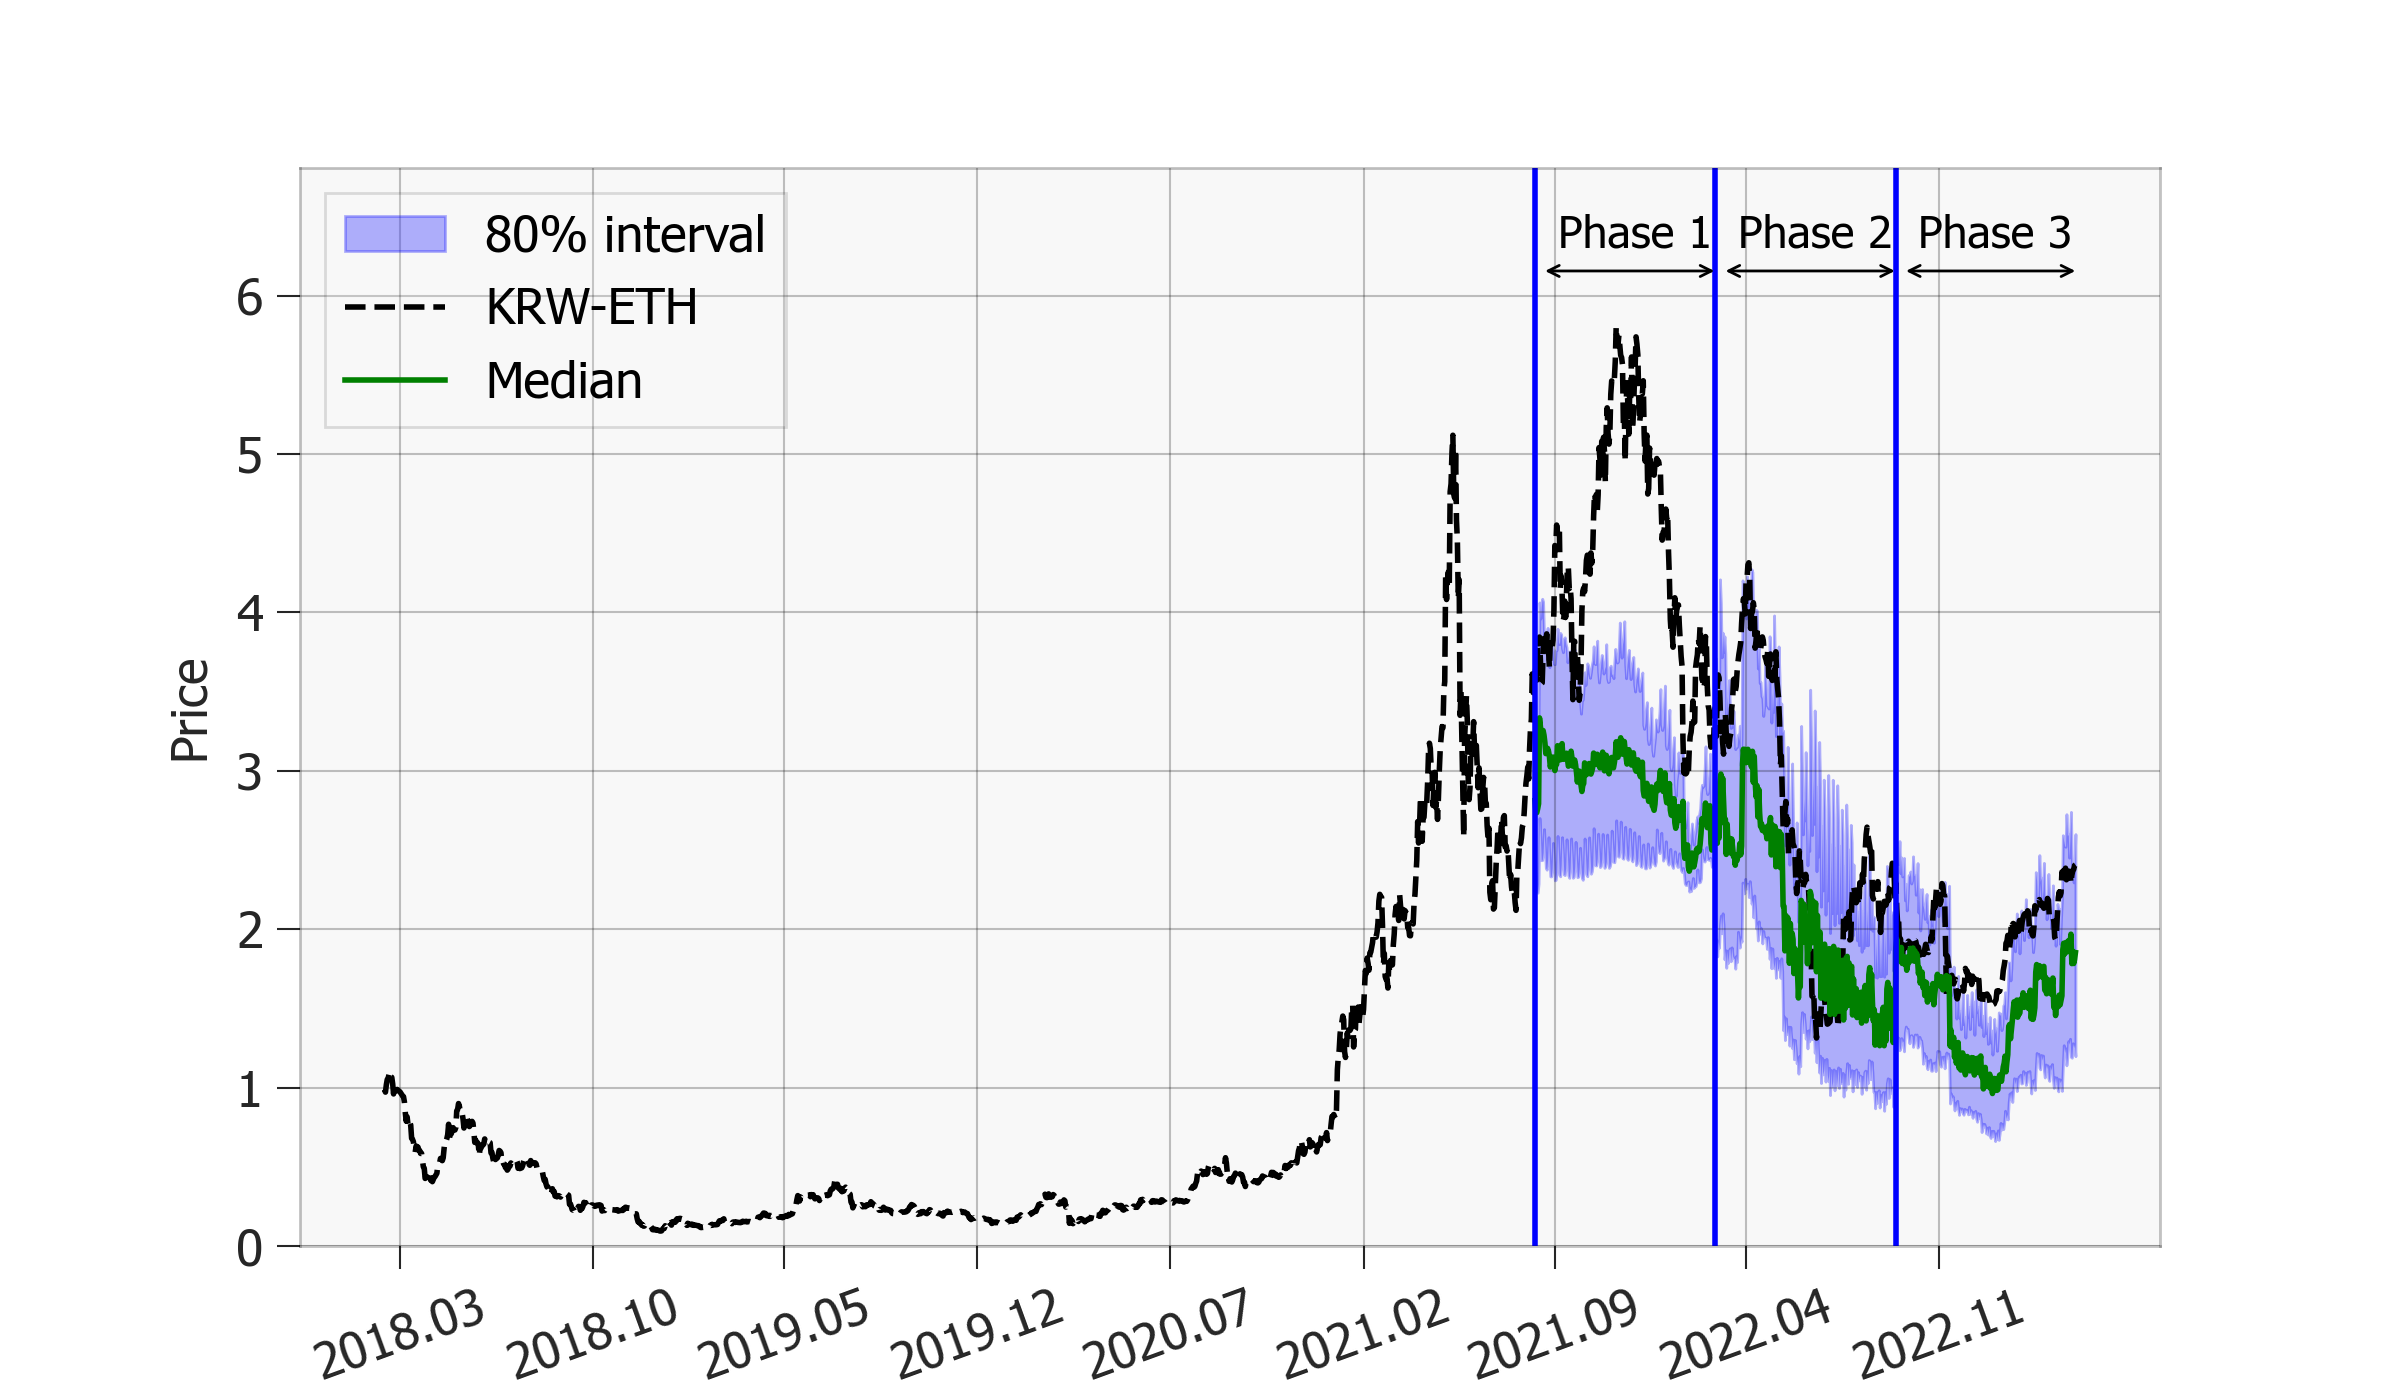 80% interval
KRW-ETH
Median
Phase 1
Phase 2
Phase 3
Price
6
5
4
3
2
1
0
2018.03
2018.10
2019.05
2019.12
2020.07
2021.02
2021.09
2022.04
2022.11